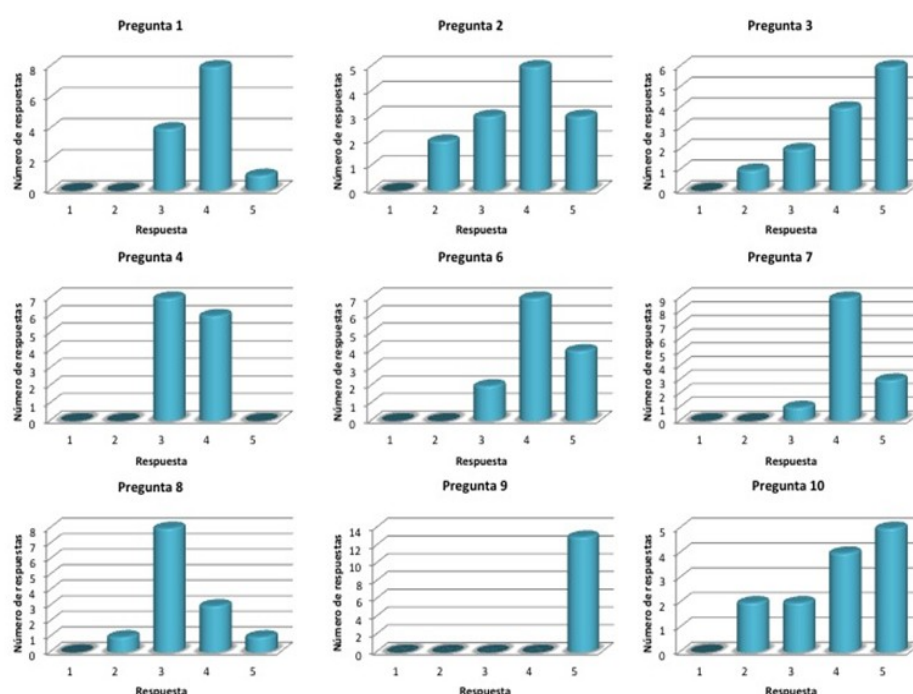 Pregunta 1
Número de respuestas
8
6
4
2
0
1 2 3 4 5
Respuesta
Pregunta 2
Número de respuestas
5
4
3
2
1
0
1 2 3 4 5
Respuesta
Pregunta 3
Número de respuestas
6
5
4
3
2
1
0
1 2 3 4 5
Respuesta
Pregunta 4
Número de respuestas
7
6
5
4
3
2
1
0
1 2 3 4 5
Respuesta
Pregunta 6
Número de respuestas
7
6
5
4
3
2
1
0
1 2 3 4 5
Respuesta
Pregunta 7
Número de respuestas
9
8
7
6
5
4
3
2
1
0
1 2 3 4 5
Respuesta
Pregunta 8
Número de respuestas
8
7
6
5
4
3
2
1
0
1 2 3 4 5
Respuesta
Pregunta 9
Número de respuestas
14
12
10
8
6
4
2
0
1 2 3 4 5
Respuesta
Pregunta 10
Número de respuestas
5
4
3
2
1
0
1 2 3 4 5
Respuesta